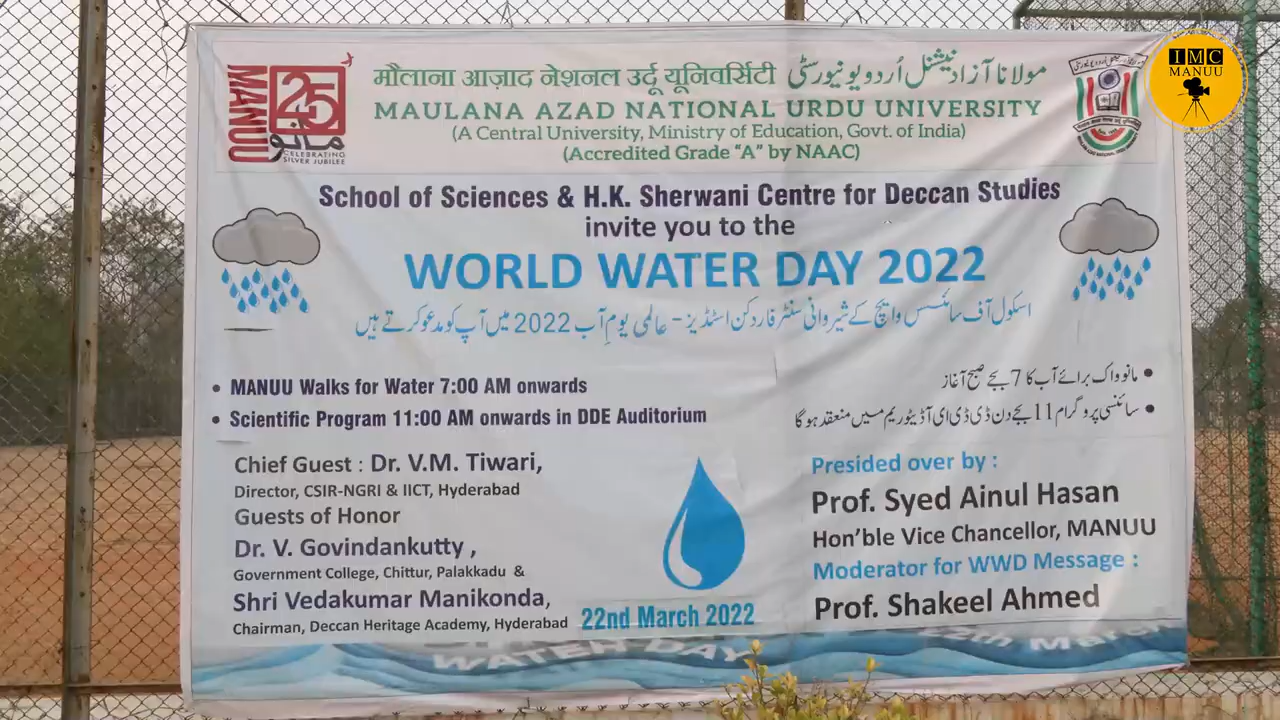 MANUU
25
مانو
CELEBRATING
SILVER JUBILEE
मौलाना आज़ाद नेशनल उर्दू यूनिवर्सिटी مولانا آزاد نیشنل اُردو یونیورسٹی
MAULANA AZAD NATIONAL URDU UNIVERSITY
(A Central University, Ministry of Education, Govt. of India)
(Accredited Grade “A” by NAAC)
IMC
MANUU
School of Sciences & H.K. Sherwani Centre for Deccan Studies
invite you to the
WORLD WATER DAY 2022
اسکول آف سائنسس وایچ کے شیروانی سنٹر فار دکن اسٹڈیز - عالمی یومِ آب 2022 میں آپ کو مدعو کرتے ہیں
• MANUU Walks for Water 7:00 AM onwards
• Scientific Program 11:00 AM onwards in DDE Auditorium
• مانو واک برائے آب کا 7 بجے صبح آغاز
• سائنسی پروگرام 11 بجے دن ڈی ڈی ای آڈیٹوریم میں منعقد ہوگا
Chief Guest : Dr. V.M. Tiwari,
Director, CSIR-NGRI & IICT, Hyderabad
Guests of Honor
Dr. V. Govindankutty ,
Government College, Chittur, Palakkadu &
Shri Vedakumar Manikonda,
Chairman, Deccan Heritage Academy, Hyderabad
22nd March 2022
Presided over by :
Prof. Syed Ainul Hasan
Hon’ble Vice Chancellor, MANUU
Moderator for WWD Message :
Prof. Shakeel Ahmed
WATER DAY
22th March